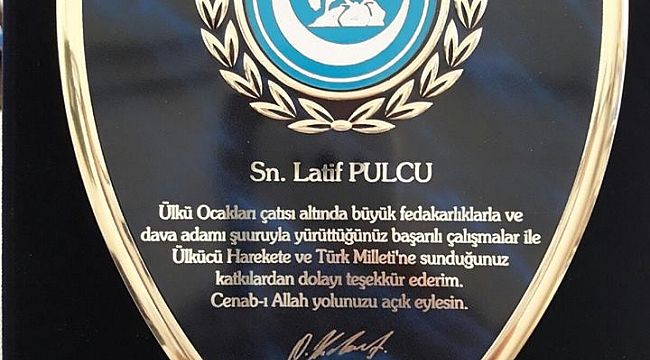 Sn. Latif PULCU
Ülkü Ocakları çatısı altında büyük fedakarlıklarla ve
dava adamı şuuruyla yürüttüğünüz başarılı çalışmalar ile
Ülkücü Harekete ve Türk Milleti'ne sunduğunuz
katkılardan dolayı teşekkür ederim.
Cenab-ı Allah yolunuzu açık eylesin.